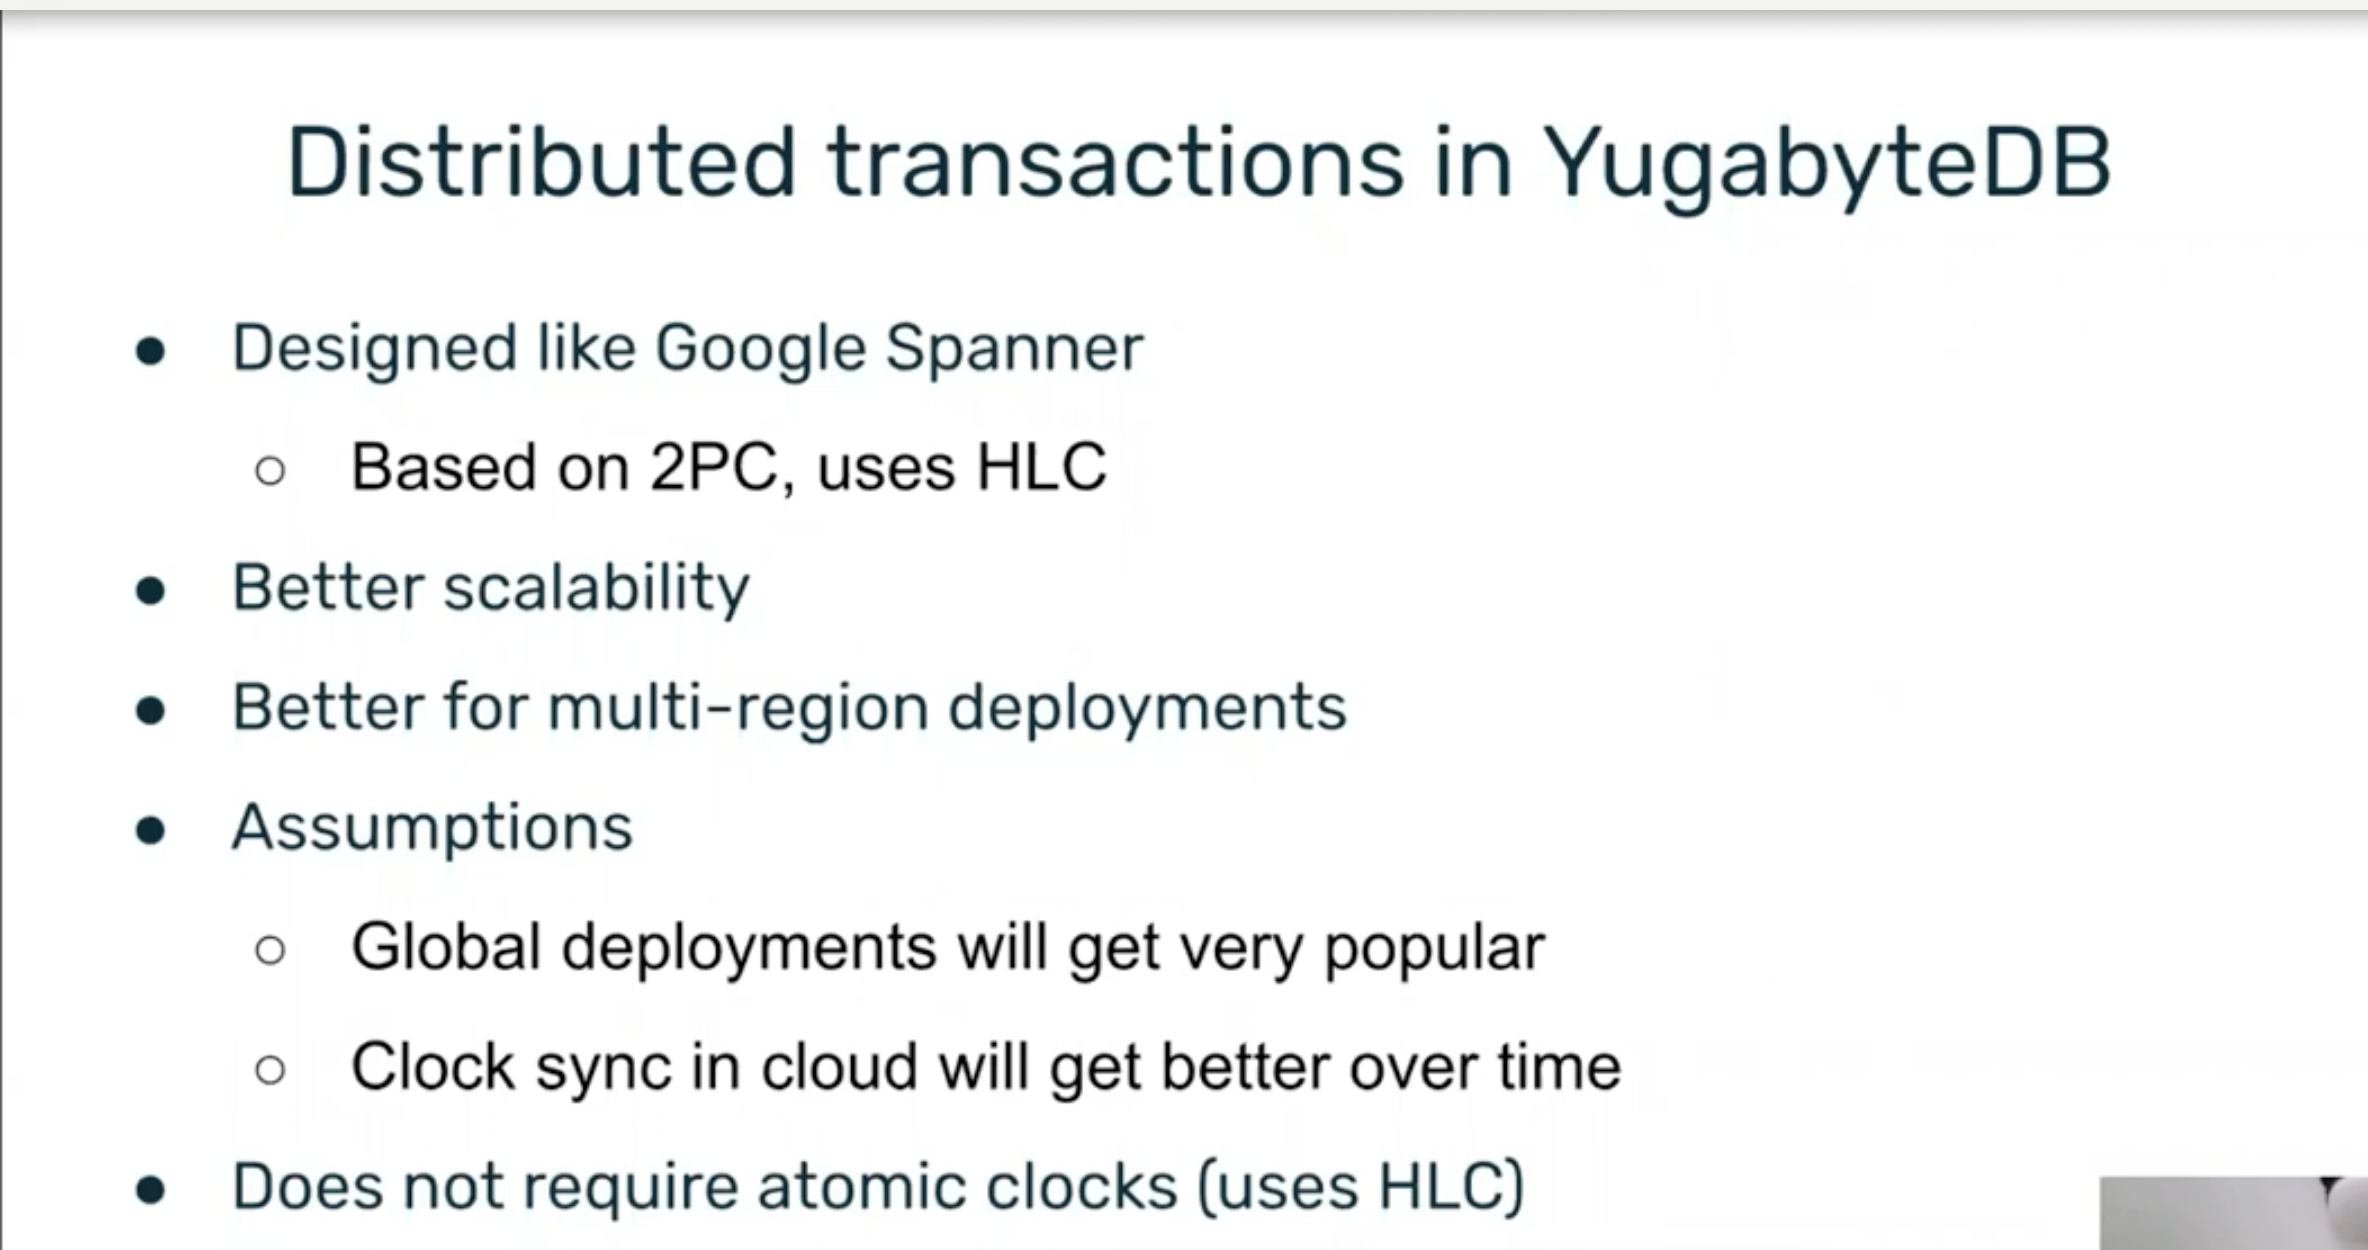 Distributed transactions in YugabyteDB
● Designed like Google Spanner
○ Based on 2PC, uses HLC
● Better scalability
● Better for multi-region deployments
● Assumptions
○ Global deployments will get very popular
○ Clock sync in cloud will get better over time
● Does not require atomic clocks (uses HLC)